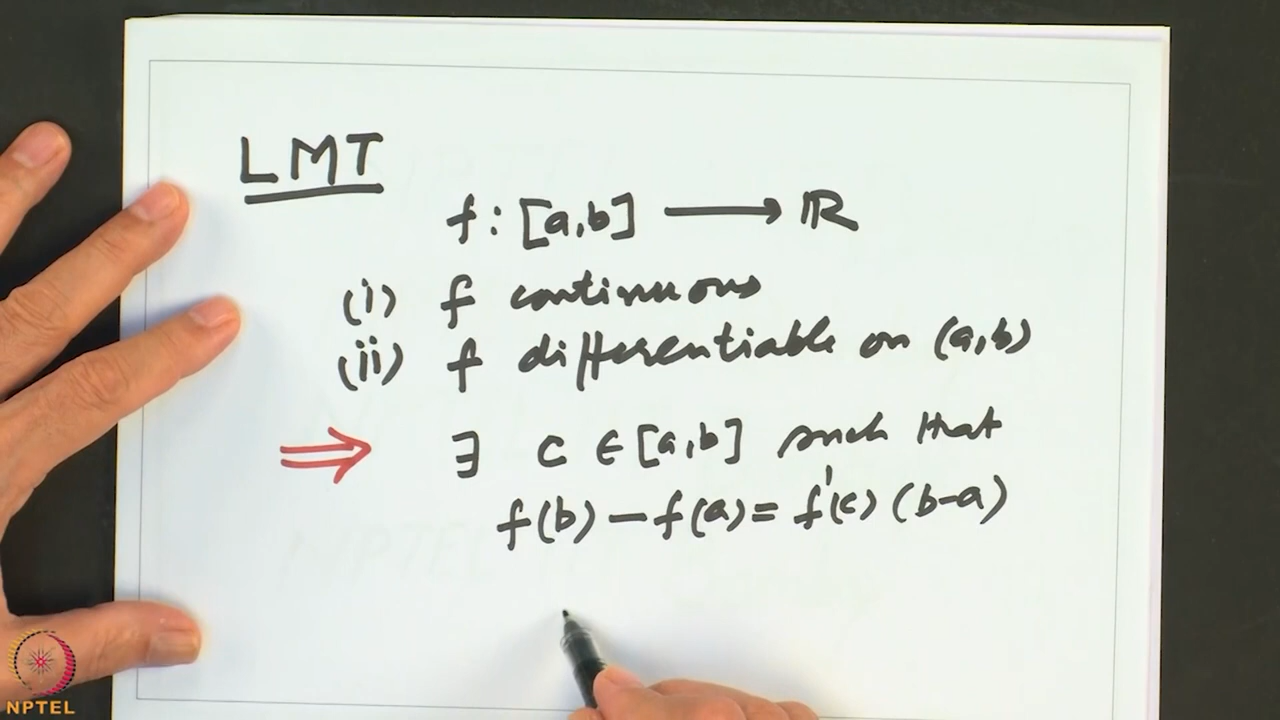 LMT
f : [a,b] ⟶ ℝ
(i) f continuous
(ii) f differentiable on (a,b)
⇒ ∃ c ∈ [a,b] such that
f(b) − f(a) = f'(c) (b-a)
NPTEL